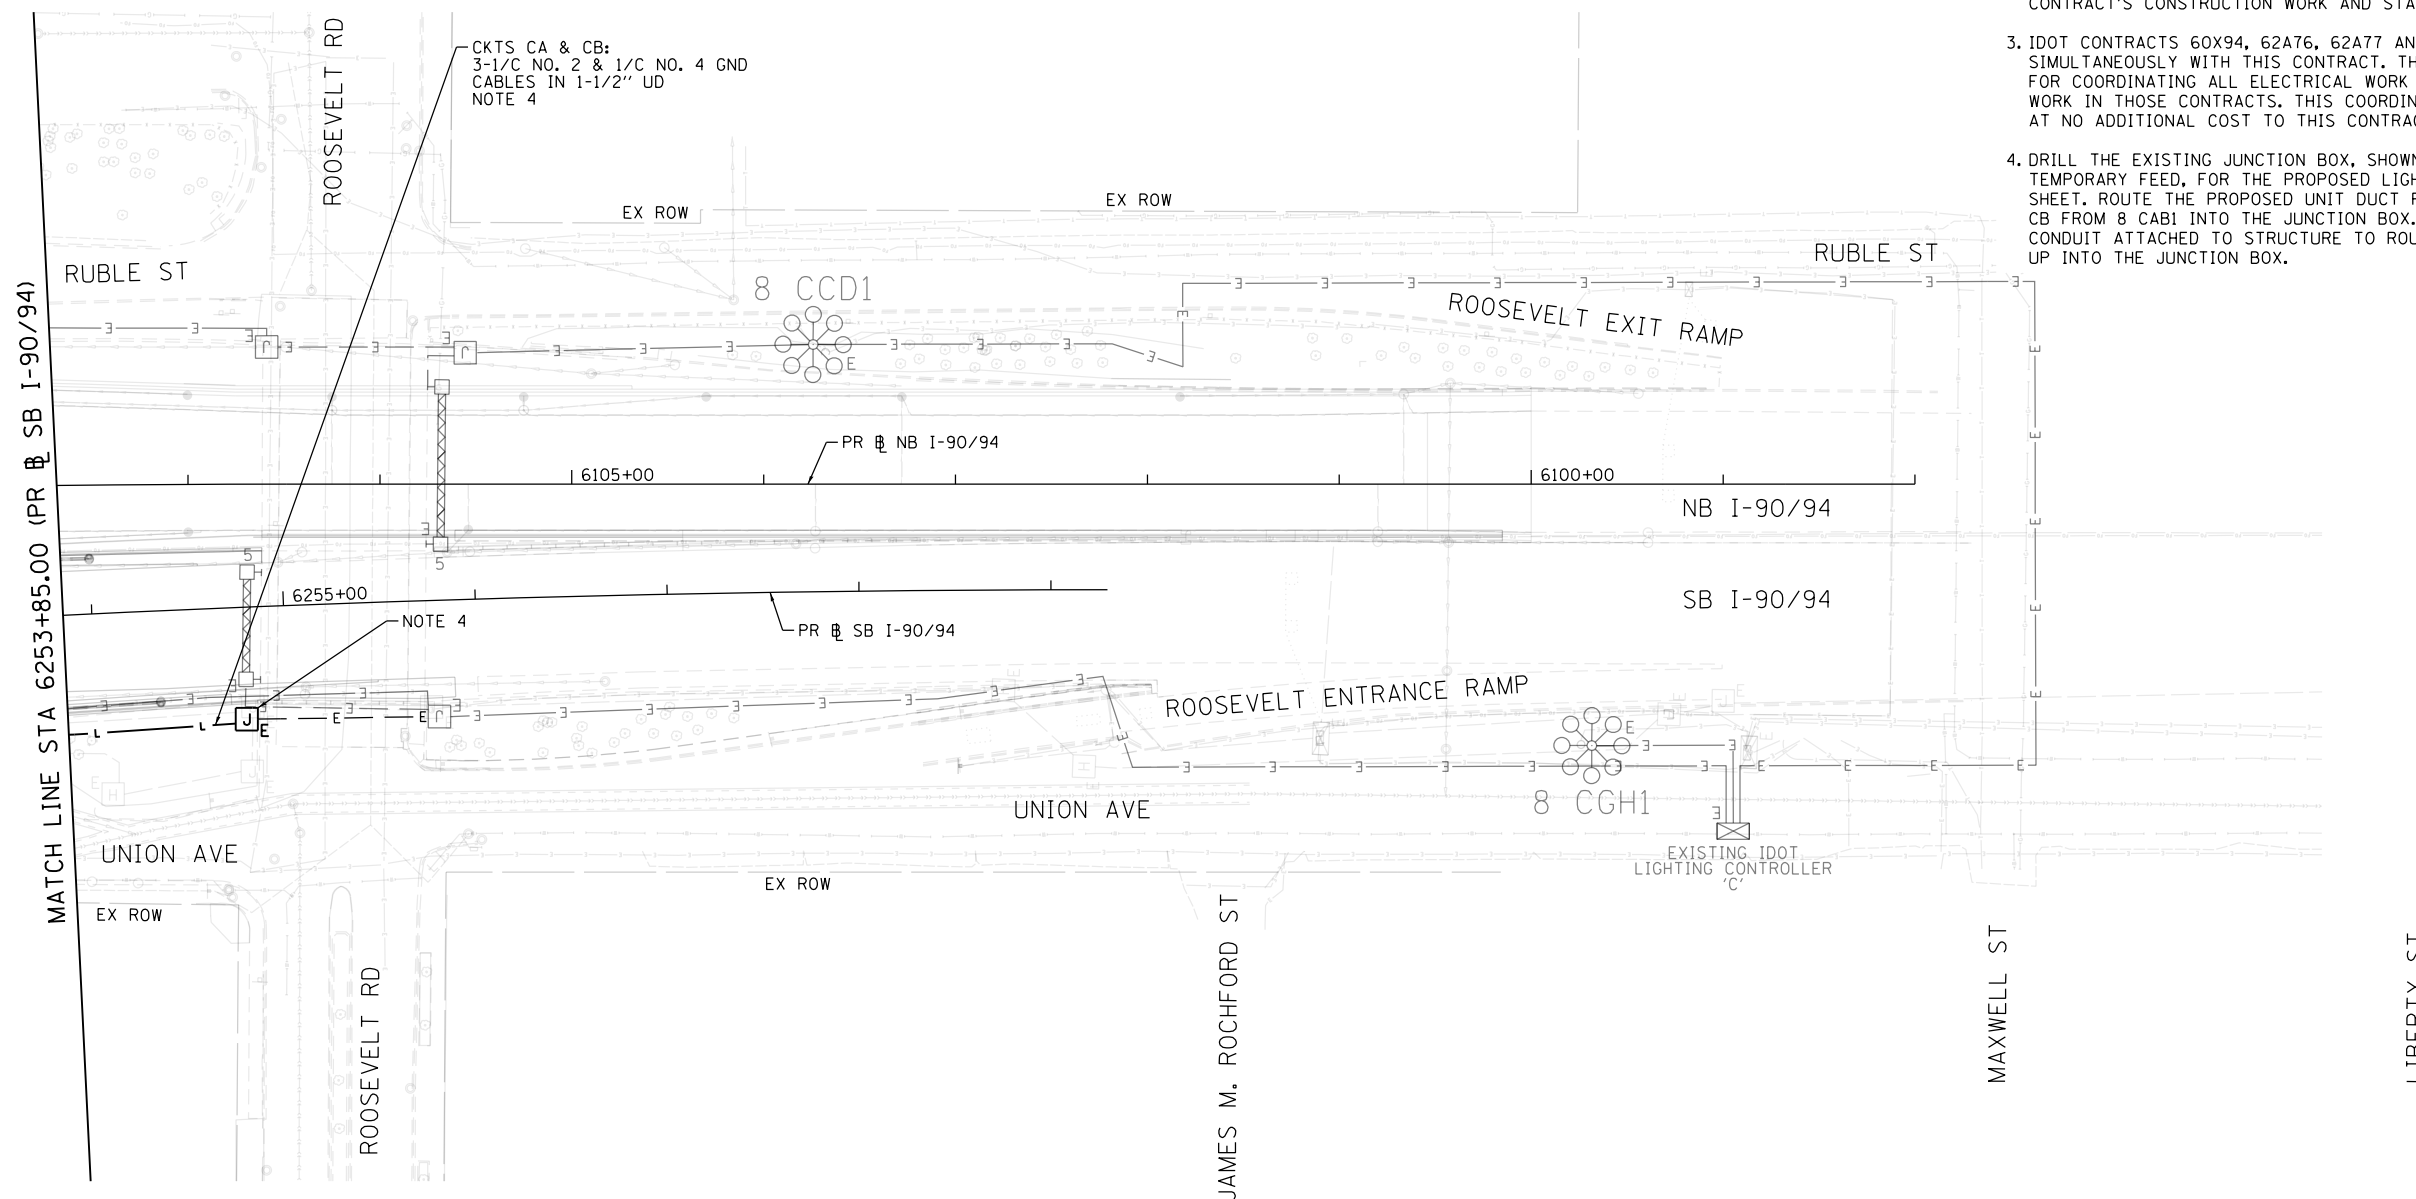 CONTRACT'S CONSTRUCTION WORK AND
3. IDOT CONTRACTS 60X94, 62A76, 62A77
SIMULTANEOUSLY WITH THIS CONTRACT.
FOR COORDINATING ALL ELECTRICAL WORK
WORK IN THOSE CONTRACTS. THIS
AT NO ADDITIONAL COST TO THIS
4. DRILL THE EXISTING JUNCTION BOX,
TEMPORARY FEED, FOR THE PROPOSED
SHEET. ROUTE THE PROPOSED UNIT DUCT
CB FROM 8 CAB1 INTO THE JUNCTION BOX.
CONDUIT ATTACHED TO STRUCTURE TO
UP INTO THE JUNCTION BOX.
ROOSEVELT RD
CKTS CA & CB:
3-1/C NO. 2 & 1/C NO. 4 GND
CABLES IN 1-1/2" UD
NOTE 4
EX ROW
EX ROW
RUBLE ST
RUBLE ST
8 CCD1
ROOSEVELT EXIT RAMP
MATCH LINE STA 6253+85.00 (PR BL SB I-90/94)
PR BL NB I-90/94
6105+00
6100+00
NB I-90/94
5
5
6255+00
SB I-90/94
NOTE 4
PR BL SB I-90/94
ROOSEVELT ENTRANCE RAMP
J
E
E
E
L
L
8 CGH1
UNION AVE
UNION AVE
EXISTING IDOT
LIGHTING CONTROLLER
'C'
EX ROW
EX ROW
ROOSEVELT RD
JAMES M. ROCHFORD ST
MAXWELL ST
LIBERTY ST